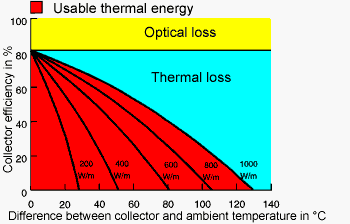 Usable thermal energy
Collector efficiency in %
100
80
60
40
20
0
Optical loss
Thermal loss
200 400 600 800 1000
W/m W/m W/m W/m W/m
0 20 40 60 80 100 120 140
Difference between collector and ambient temperature in °C